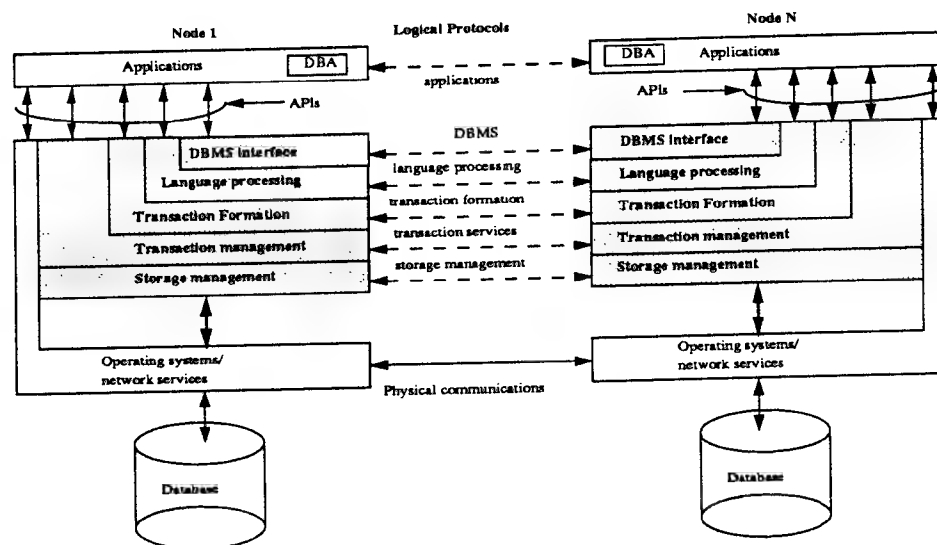 Node 1
Logical Protocols
Node N
Applications
DBA
applications
DBA
Applications
APIs
APIs
DBMS
DBMS interface
language processing
DBMS interface
Language processing
transaction formation
Language processing
Transaction Formation
transaction services
Transaction Formation
Transaction management
storage management
Transaction management
Storage management
Storage management
Operating systems/
network services
Physical communications
Operating systems/
network services
Database
Database